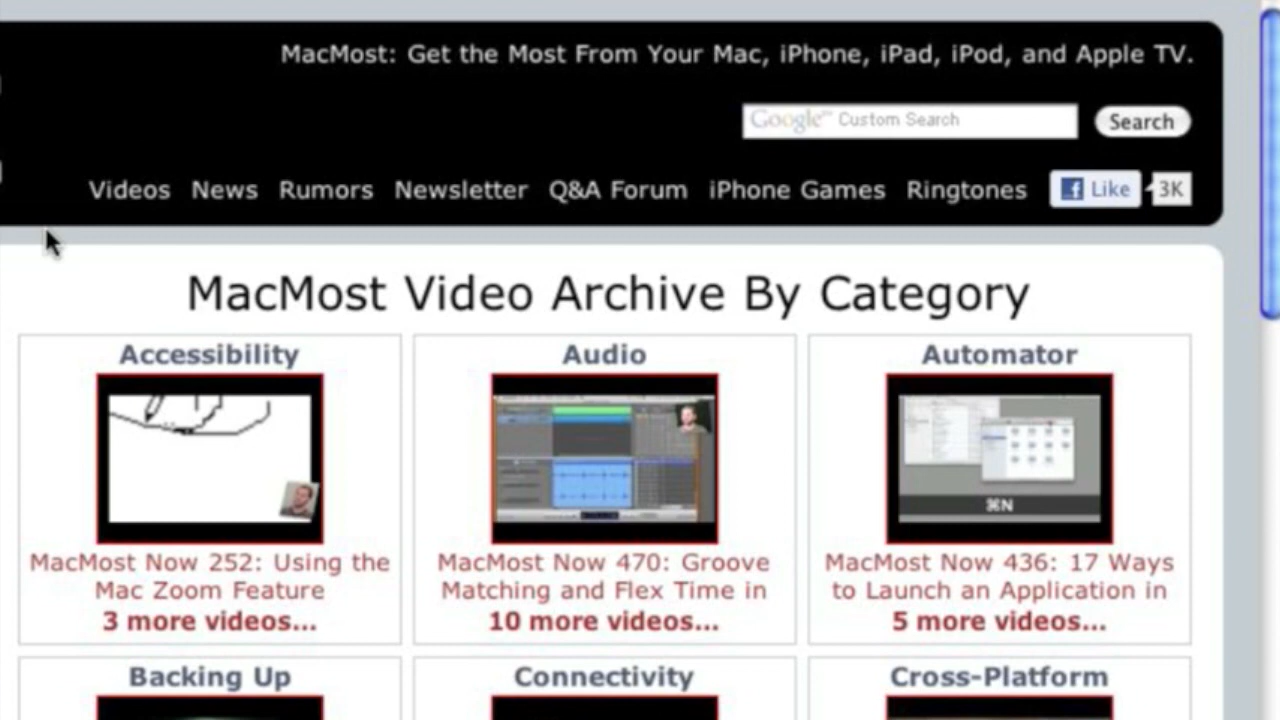 MacMost: Get the Most From Your Mac, iPhone, iPad, iPod, and Apple TV.
Google™ Custom Search
Search
Videos News Rumors Newsletter Q&A Forum iPhone Games Ringtones Like 3K
MacMost Video Archive By Category
Accessibility
MacMost Now 252: Using the
Mac Zoom Feature
3 more videos...
Audio
MacMost Now 470: Groove
Matching and Flex Time in
10 more videos...
Automator
⌘N
MacMost Now 436: 17 Ways
to Launch an Application in
5 more videos...
Backing Up
Connectivity
Cross-Platform